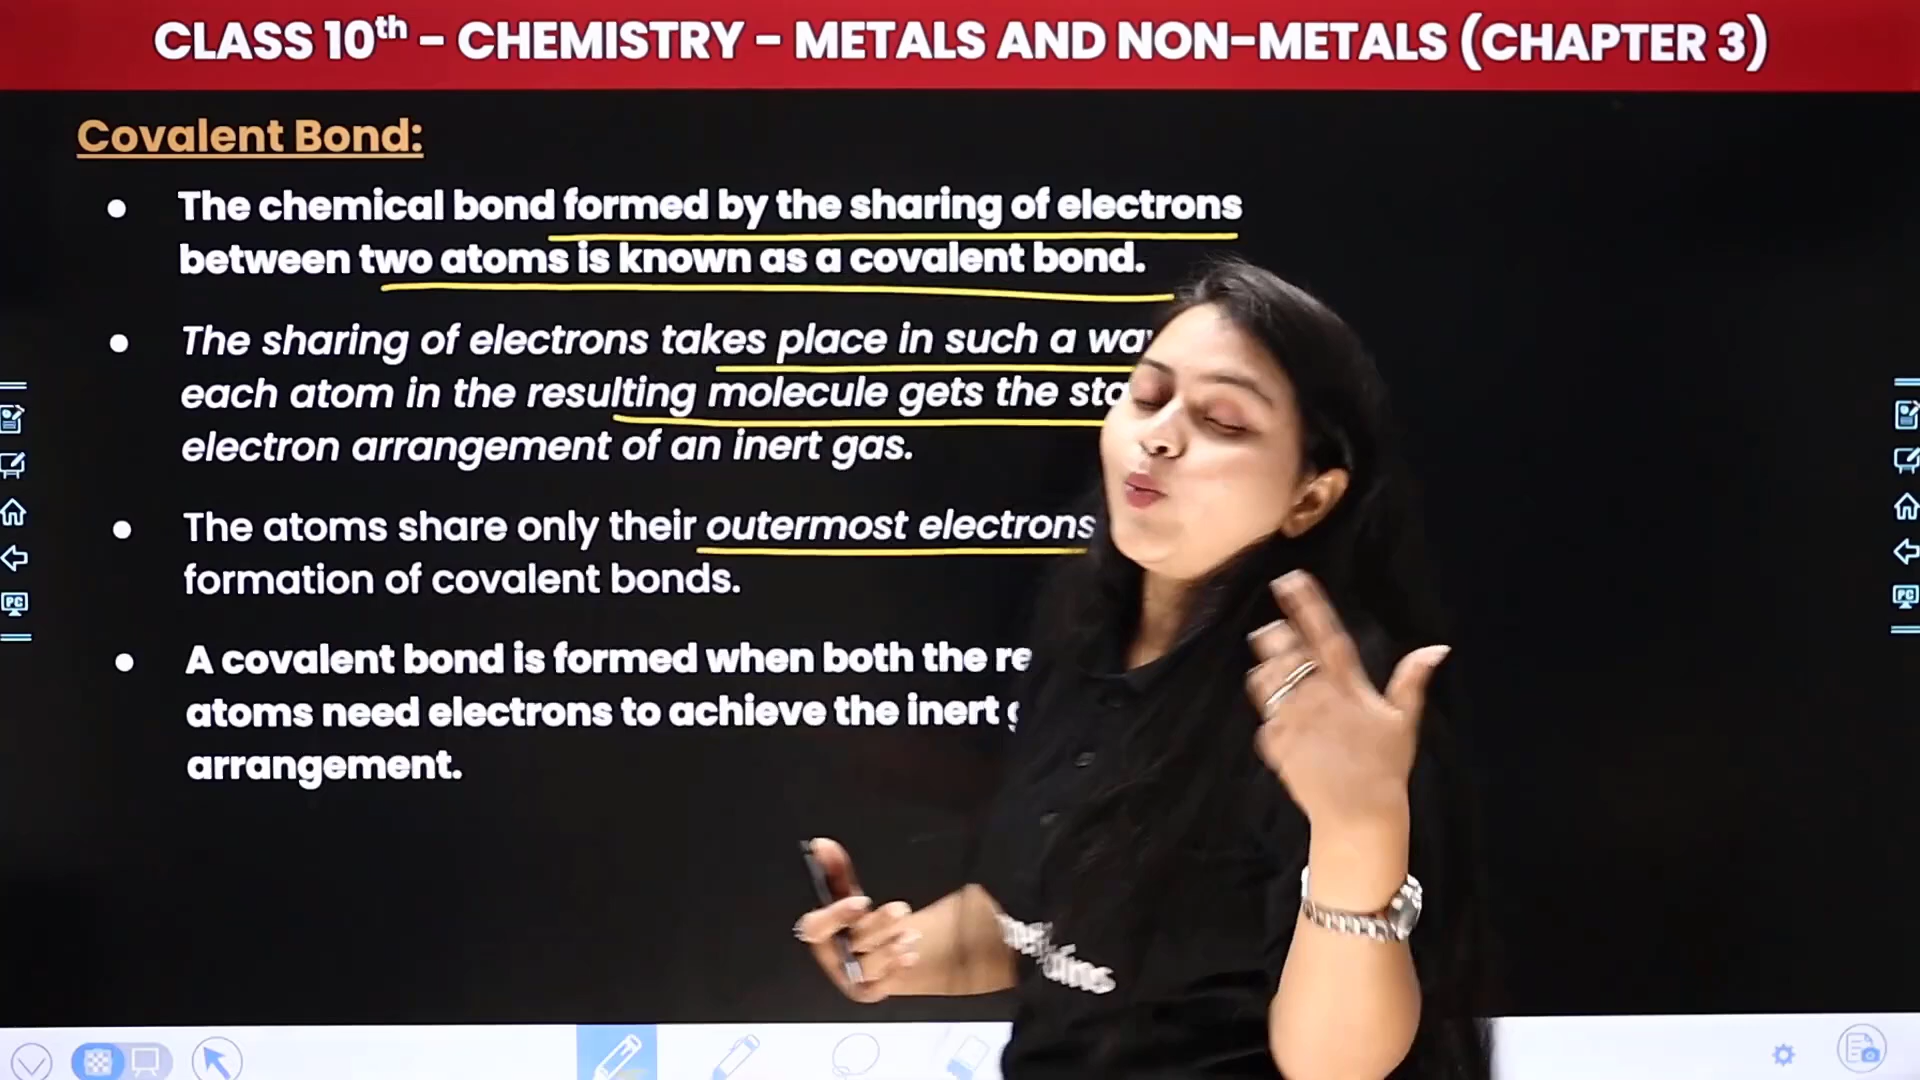 CLASS 10th - CHEMISTRY - METALS AND NON-METALS (CHAPTER 3)
Covalent Bond:
• The chemical bond formed by the sharing of electrons
between two atoms is known as a covalent bond.
• The sharing of electrons takes place in such a
each atom in the resulting molecule gets the
electron arrangement of an inert gas.
• The atoms share only their outermost electrons
formation of covalent bonds.
• A covalent bond is formed when both the
atoms need electrons to achieve the inert
arrangement.
PC
PC